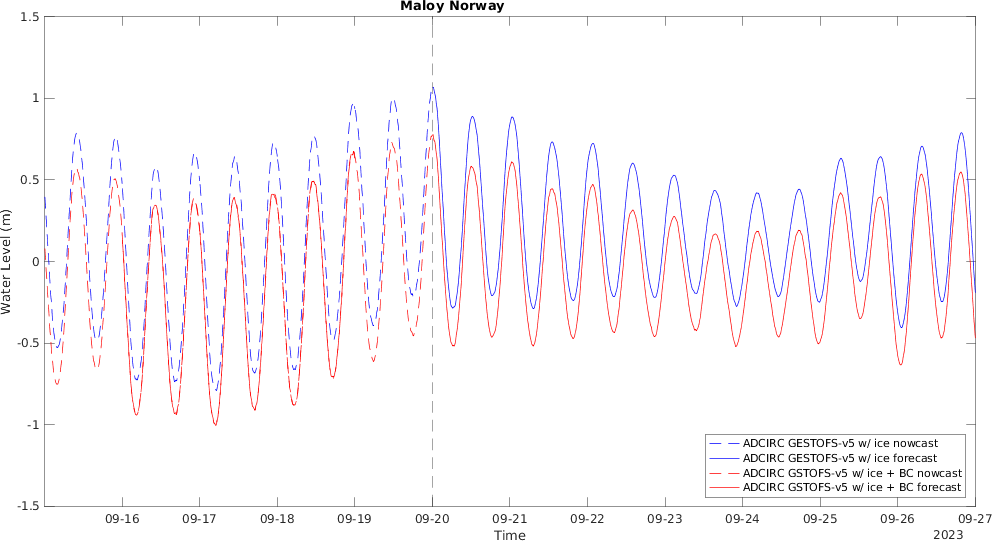 Maloy Norway
1.5
1
0.5
0
-0.5
-1
-1.5
Water Level (m)
09-16 09-17 09-18 09-19 09-20 09-21 09-22 09-23 09-24 09-25 09-26 09-27
Time
2023
ADCIRC GESTOFS-v5 w/ ice nowcast
ADCIRC GESTOFS-v5 w/ ice forecast
ADCIRC GSTOFS-v5 w/ ice + BC nowcast
ADCIRC GSTOFS-v5 w/ ice + BC forecast